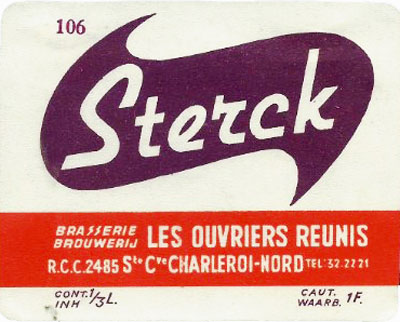 106
Sterck
BRASSERIE
BROUWERIJ LES OUVRIERS REUNIS
R.C.C. 2485 Sté Cve CHARLEROI-NORD TEL· 32.22 21
CONT. 1/3L. CAUT. 1F.
INH WAARB.